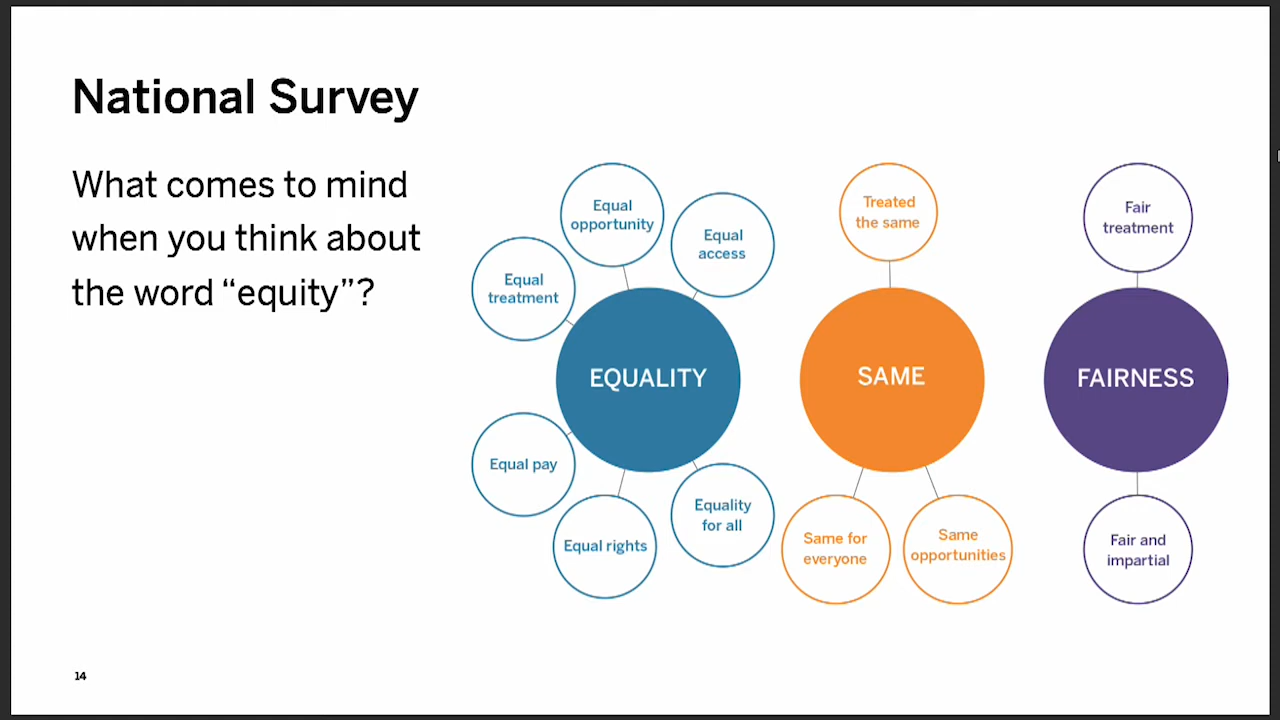 National Survey
What comes to mind
when you think about
the word “equity”?
Equal
opportunity
Equal
access
Equal
treatment
EQUALITY
Equal pay
Equal rights
Equality
for all
Treated
the same
SAME
Same for
everyone
Same
opportunities
Fair
treatment
FAIRNESS
Fair and
impartial
14